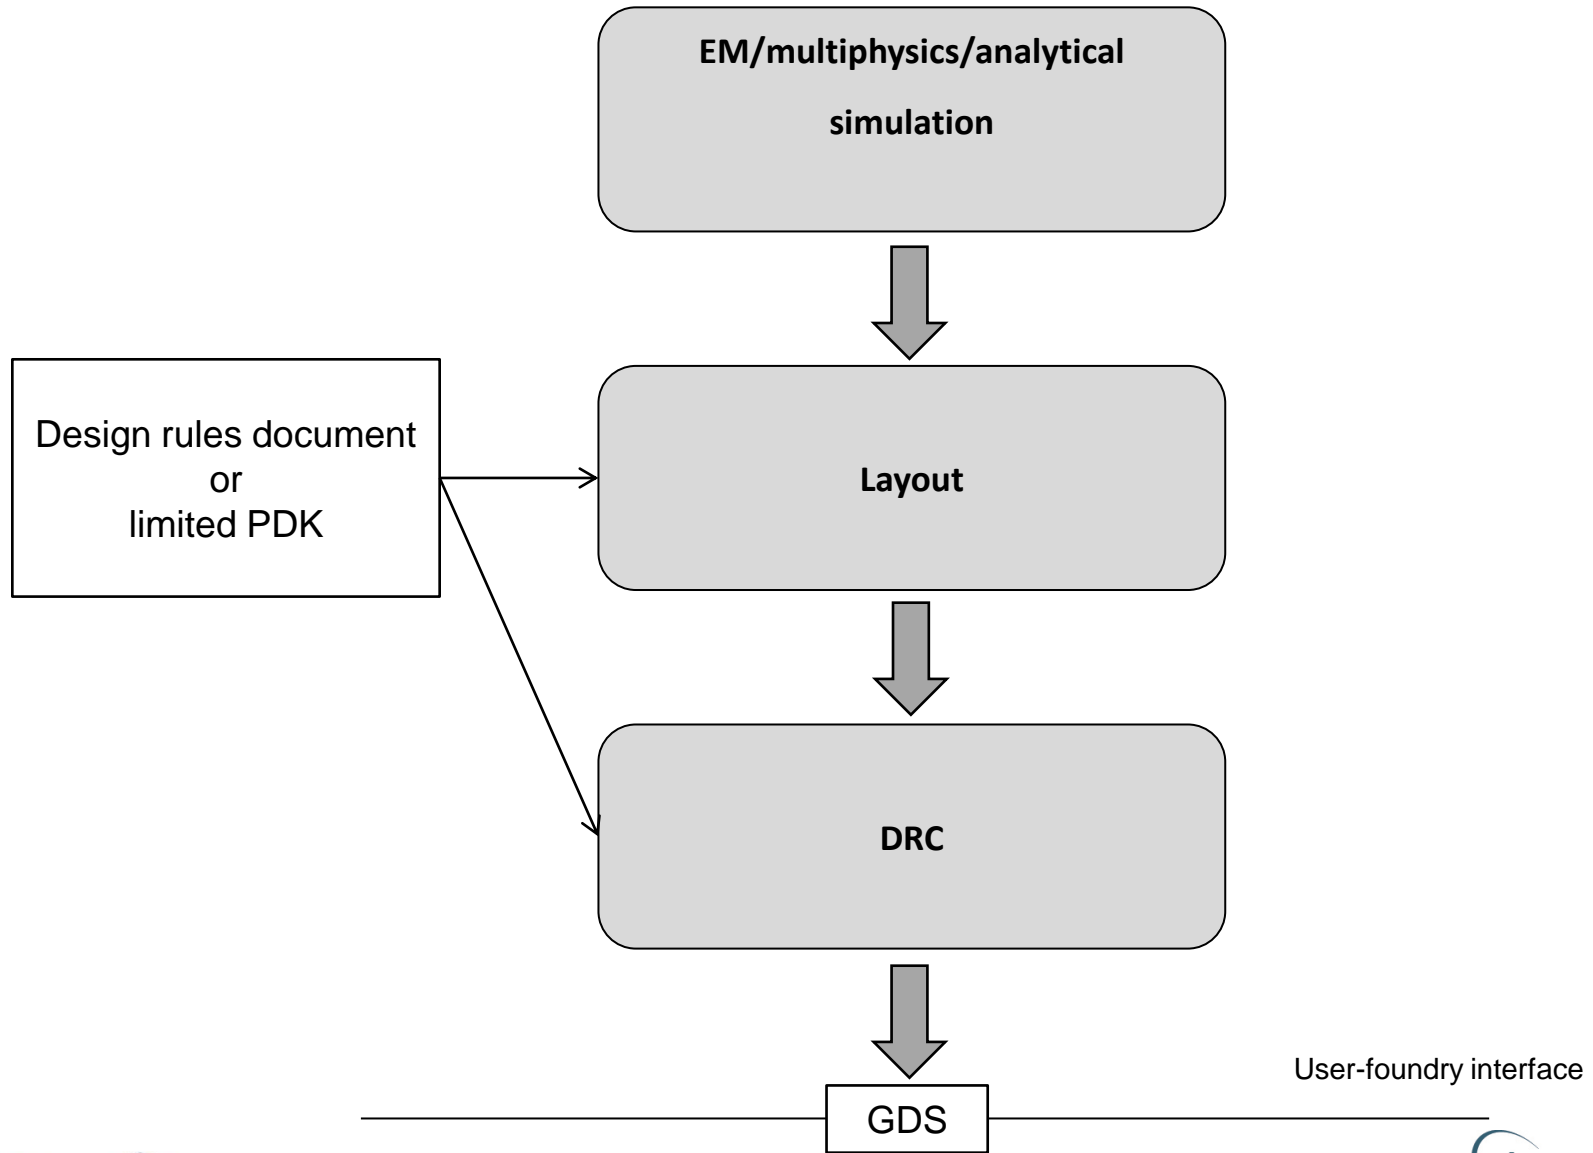 EM/multiphysics/analytical
simulation
Design rules document
or
limited PDK
Layout
DRC
User-foundry interface
GDS